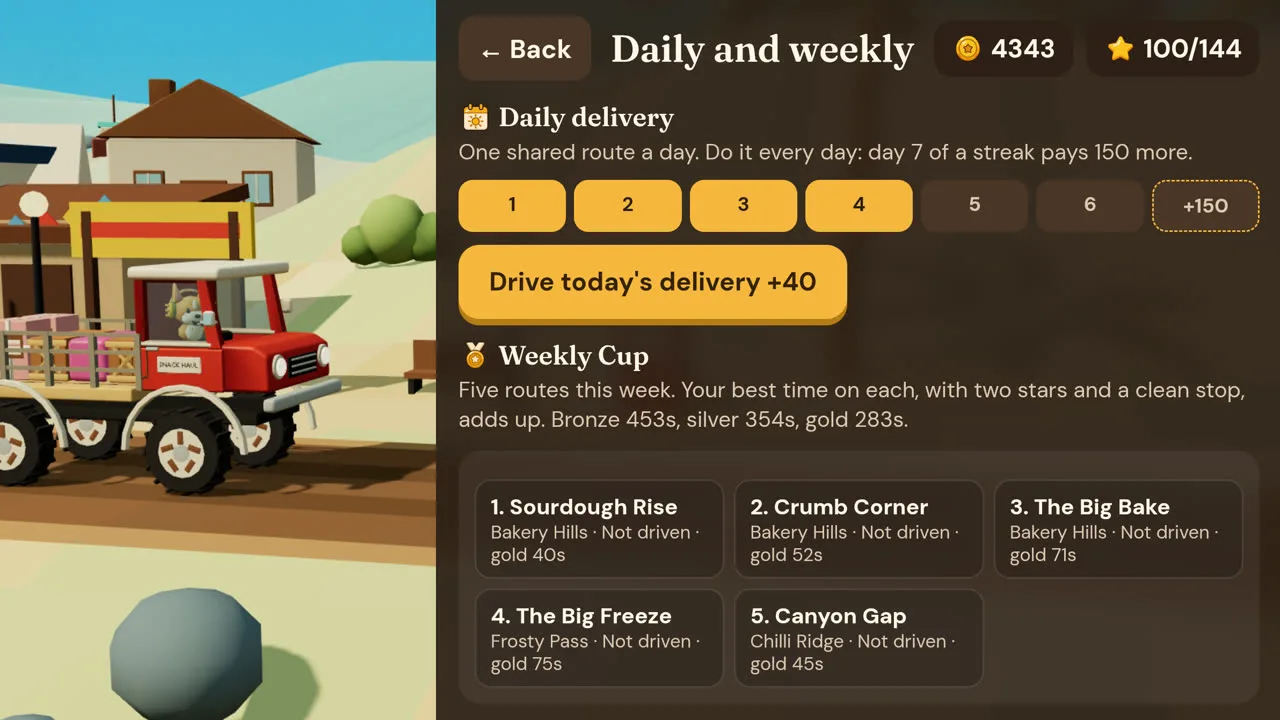 ← Back
Daily and weekly
4343
100/144
Daily delivery
One shared route a day. Do it every day: day 7 of a streak pays 150 more.
1 2 3 4 5 6 +150
Drive today's delivery +40
Weekly Cup
Five routes this week. Your best time on each, with two stars and a clean stop,
adds up. Bronze 453s, silver 354s, gold 283s.
1. Sourdough Rise
Bakery Hills · Not driven ·
gold 40s
2. Crumb Corner
Bakery Hills · Not driven ·
gold 52s
3. The Big Bake
Bakery Hills · Not driven ·
gold 71s
4. The Big Freeze
Frosty Pass · Not driven ·
gold 75s
5. Canyon Gap
Chilli Ridge · Not driven ·
gold 45s
SNACK HAUL